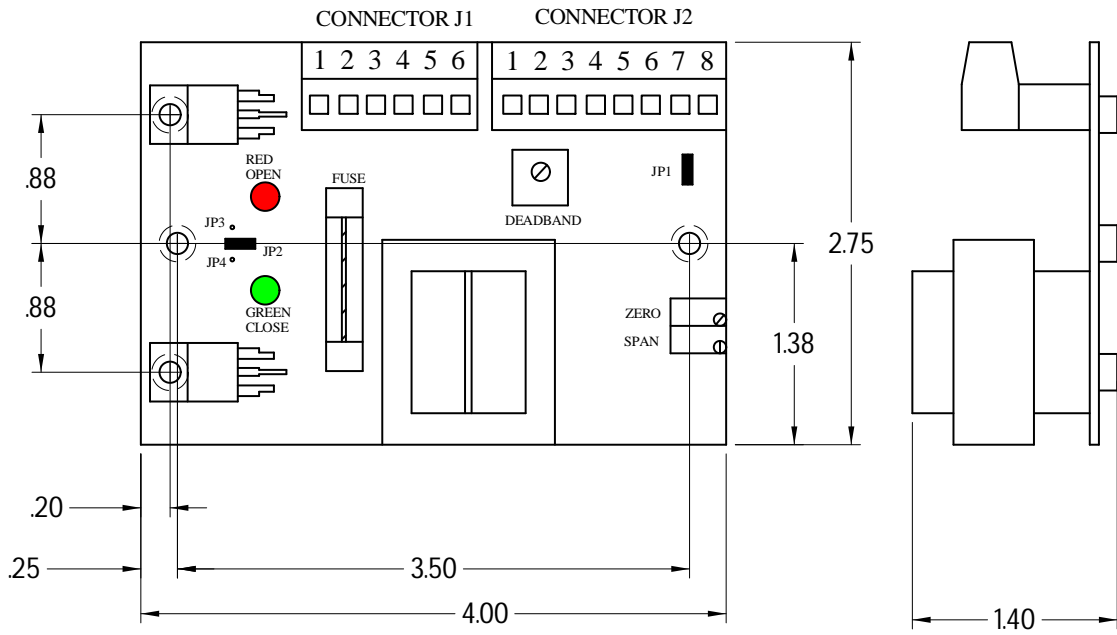 CONNECTOR J1
CONNECTOR J2
1 2 3 4 5 6
1 2 3 4 5 6 7 8
RED
OPEN
FUSE
JP1
DEADBAND
.88
JP3
JP2
JP4
2.75
.88
GREEN
CLOSE
ZERO
SPAN
1.38
.20
.25
3.50
4.00
1.40